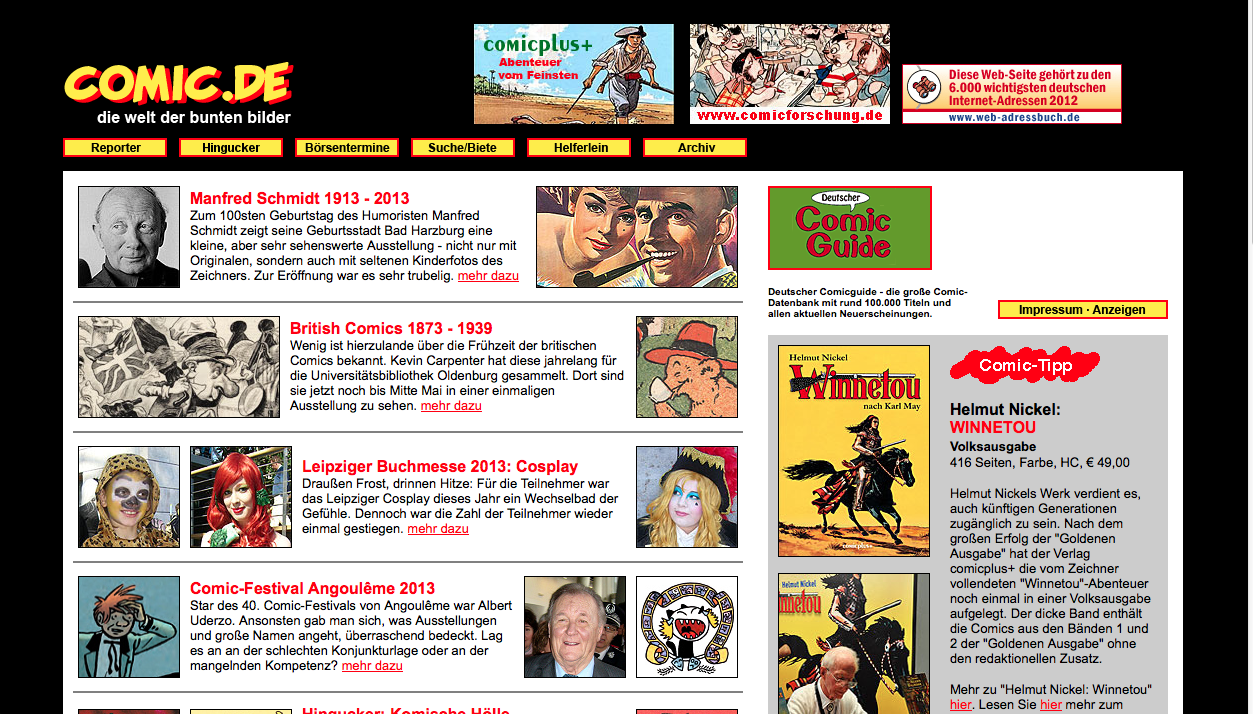 COMIC.DE
die welt der bunten bilder
comicplus+
Abenteuer
vom Feinsten
www.comicforschung.de
Diese Web-Seite gehört zu den
6.000 wichtigsten deutschen
Internet-Adressen 2012
www.web-adressbuch.de
Reporter
Hingucker
Börsentermine
Suche/Biete
Helferlein
Archiv
Manfred Schmidt 1913 - 2013
Zum 100sten Geburtstag des Humoristen Manfred
Schmidt zeigt seine Geburtsstadt Bad Harzburg eine
kleine, aber sehr sehenswerte Ausstellung - nicht nur mit
Originalen, sondern auch mit seltenen Kinderfotos des
Zeichners. Zur Eröffnung war es sehr trubelig. mehr dazu
British Comics 1873 - 1939
Wenig ist hierzulande über die Frühzeit der britischen
Comics bekannt. Kevin Carpenter hat diese jahrelang für
die Universitätsbibliothek Oldenburg gesammelt. Dort sind
sie jetzt noch bis Mitte Mai in einer einmaligen
Ausstellung zu sehen. mehr dazu
Leipziger Buchmesse 2013: Cosplay
Draußen Frost, drinnen Hitze: Für die Teilnehmer war
das Leipziger Cosplay dieses Jahr ein Wechselbad der
Gefühle. Dennoch war die Zahl der Teilnehmer wieder
einmal gestiegen. mehr dazu
Comic-Festival Angoulême 2013
Star des 40. Comic-Festivals von Angoulême war Albert
Uderzo. Ansonsten gab man sich, was Ausstellungen
und große Namen angeht, überraschend bedeckt. Lag
es an an der schlechten Konjunkturlage oder an der
mangelnden Kompetenz? mehr dazu
Hingucker: Komische Hölle
Deutscher
Comic
Guide
Deutscher Comicguide - die große Comic-
Datenbank mit rund 100.000 Titeln und
allen aktuellen Neuerscheinungen.
Impressum · Anzeigen
Helmut Nickel
Winnetou
nach Karl May
comicplus+
Helmut Nickel
nnetou
Comic-Tipp
Helmut Nickel:
WINNETOU
Volksausgabe
416 Seiten, Farbe, HC, € 49,00
Helmut Nickels Werk verdient es,
auch künftigen Generationen
zugänglich zu sein. Nach dem
großen Erfolg der "Goldenen
Ausgabe" hat der Verlag
comicplus+ die vom Zeichner
vollendeten "Winnetou"-Abenteuer
noch einmal in einer Volksausgabe
aufgelegt. Der dicke Band enthält
die Comics aus den Bänden 1 und
2 der "Goldenen Ausgabe" ohne
den redaktionellen Zusatz.
Mehr zu "Helmut Nickel: Winnetou"
hier. Lesen Sie hier mehr zum